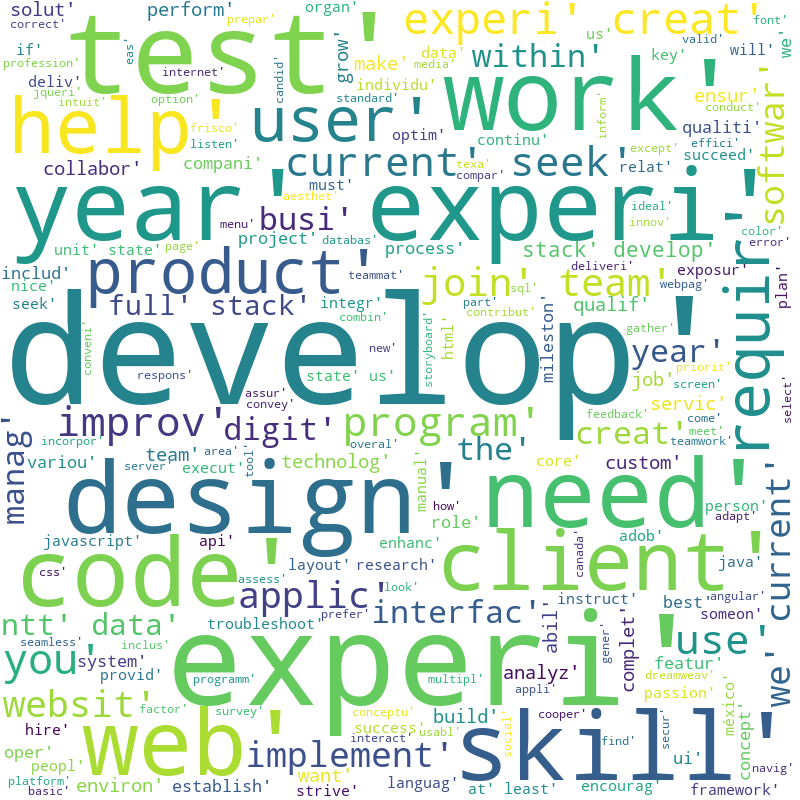 solut' perform' organ' experi' creat'
correct' prepar' us' valid' will' font' we'
if' test' grow' make' data' key'
profession' eas' within' media' work'
deliv' internet' candid' individu' ensur'
jqueri' intuit' option' standard' inform' conduct'
help' frisco' user' optim' continu' qualiti' softwar'
listen' except' effici'
collabor' compani' current' seek' relat' succeed'
must' texa' compar'
year' aesthet' experi' ideal'
menu' busi' innov' color' requir'
unit' state' page' project' databas' process' stack' develop' error'
includ' product' teammat' join' team' deliveri' exposur' plan'
nice' sql' webpag'
seek' full' stack' integr' part' contribut' qualif'
conveni' combin' storyboard' html' mileston' gather'
develop' new' year'
respons' state' us' job' screen' priorit' select'
assur' servic'
improv' convey' digit' program' feedback' come'
manag' incorpor' overal' creat' meet' teamwork'
variou' team' area' the'
server' execut' tool' technolog' manual' core' custom' current'
design' need' person'
how' role' adapt'
javascript' api' enhanc' adob'
code' layout' research' client' canada' java'
css' assess' look'
applic' prefer' instruct' best' angular'
ntt' data' troubleshoot' interfac' abil' someon'
seamless' inclus' gener' complet' use' we'
you' system' experi' analyz' featur'
provid' programm' multipl' appli' passion' dreamweav'
websit' factor' survey' conceptu' build' cooper' méxico' concept'
hire' success' usabl' social' skill'
oper' web' interact' find' secur' ui'
peopl' implement' navig'
environ' want' languag'
platform' establish' strive' at' least' encourag' framework'
basic'